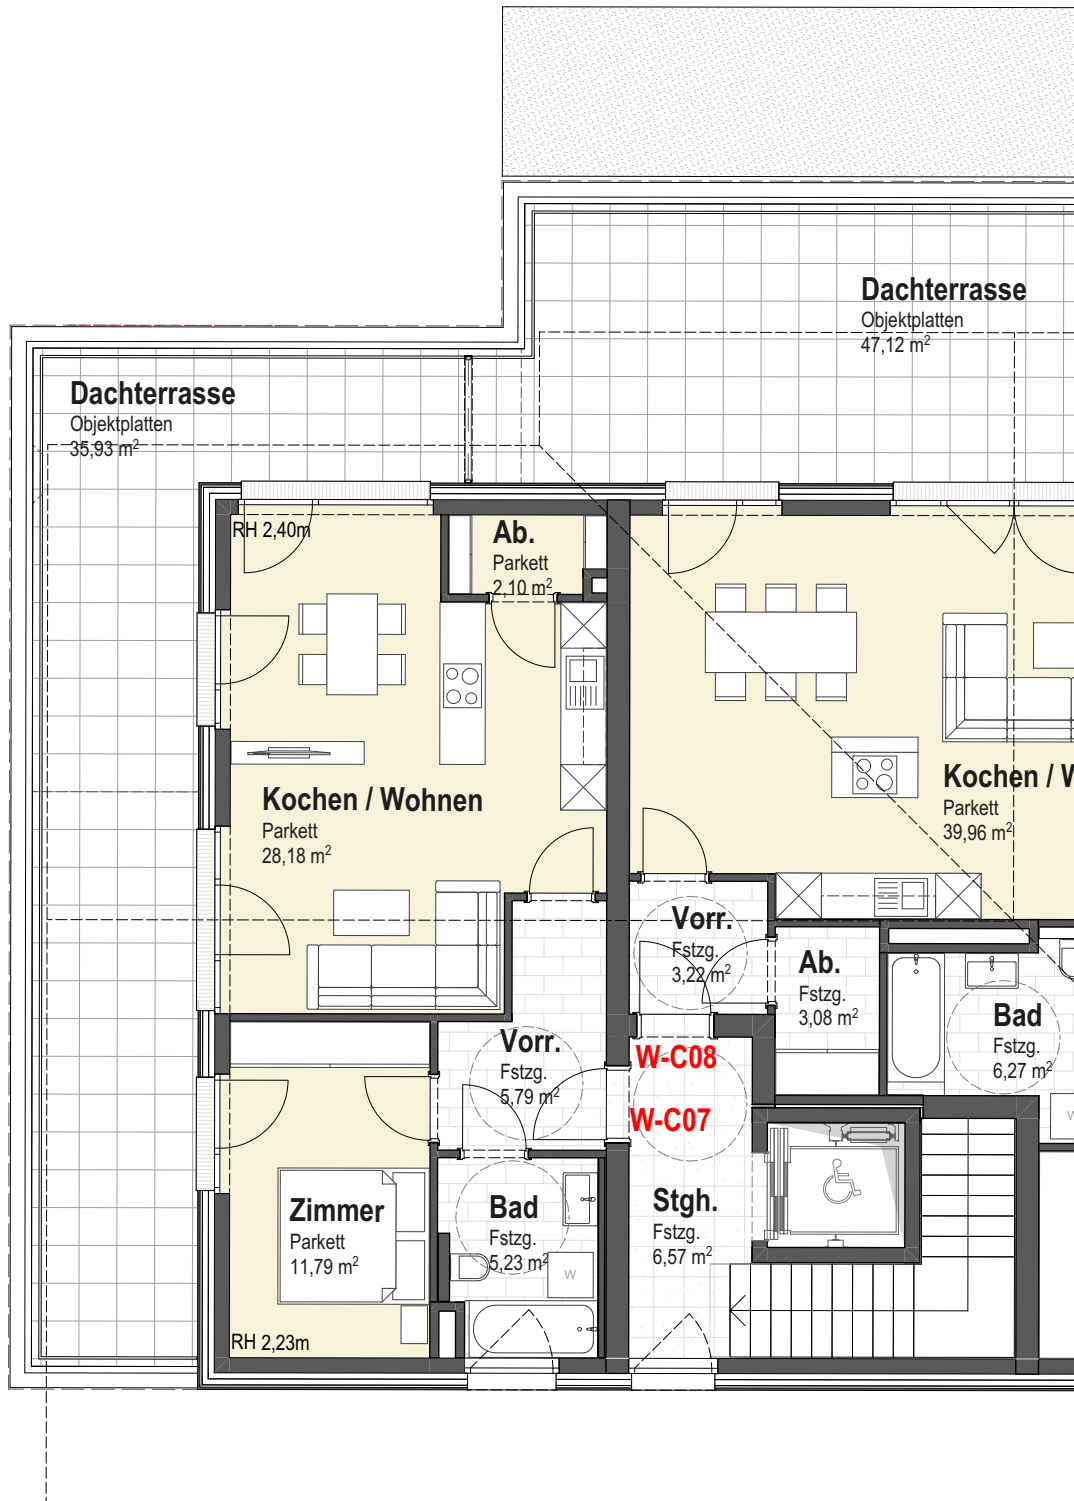 Dachterrasse
Objektplatten
47,12 m²
Dachterrasse
Objektplatten
35,93 m²
RH 2,40m
Ab.
Parkett
2,10 m²
Kochen / Wohnen
Parkett
28,18 m²
Kochen / W
Parkett
39,96 m²
Vorr.
Fstzg.
3,22 m²
Ab.
Fstzg.
3,08 m²
Bad
Fstzg.
6,27 m²
W
Vorr.
Fstzg.
5,79 m²
W-C08
W-C07
Zimmer
Parkett
11,79 m²
Bad
Fstzg.
5,23 m²
W
Stgh.
Fstzg.
6,57 m²
RH 2,23m